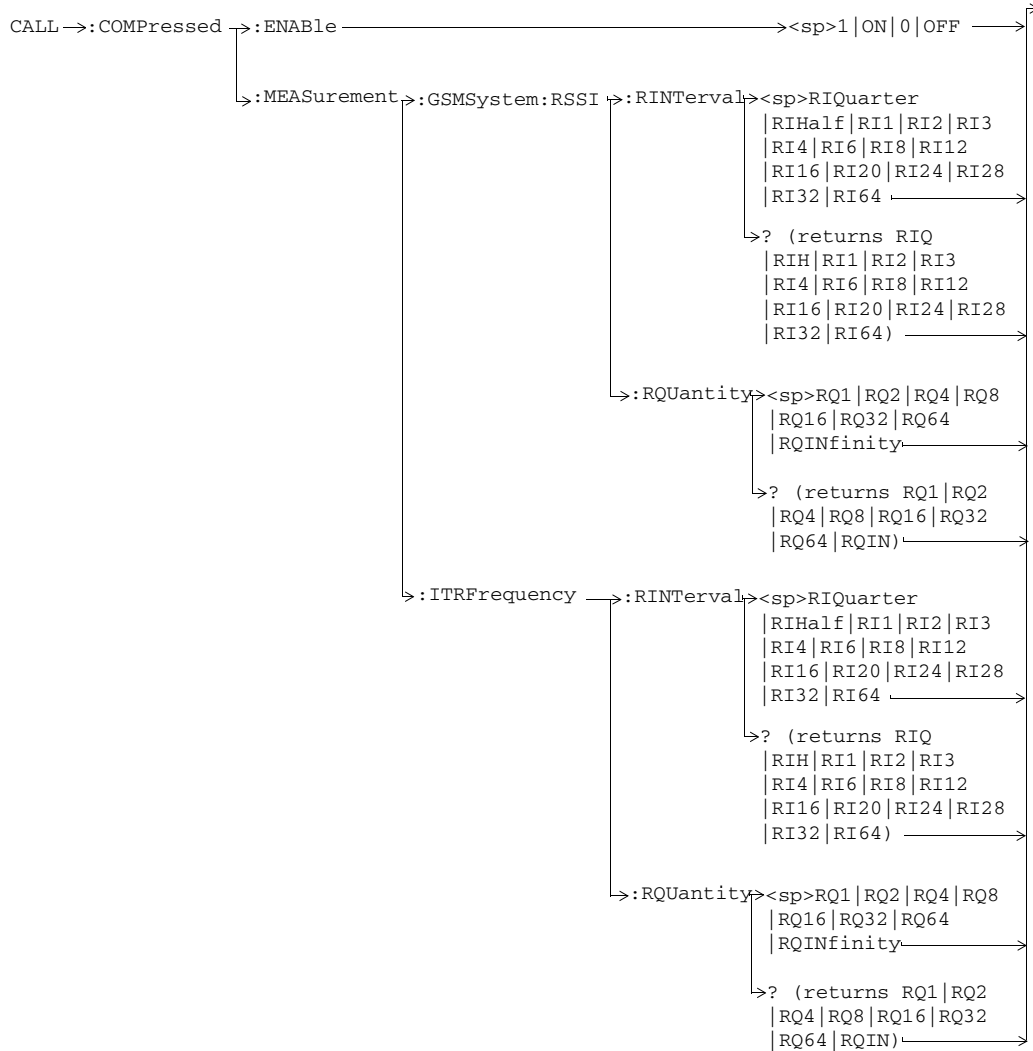 CALL :COMPressed :ENABle <sp>1|ON|0|OFF
:MEASurement :GSMSystem:RSSI :RINTerval <sp>RIQuarter
|RIHalf|RI1|RI2|RI3
|RI4|RI6|RI8|RI12
|RI16|RI20|RI24|RI28
|RI32|RI64
? (returns RIQ
|RIH|RI1|RI2|RI3
|RI4|RI6|RI8|RI12
|RI16|RI20|RI24|RI28
|RI32|RI64)
:RQUantity <sp>RQ1|RQ2|RQ4|RQ8
|RQ16|RQ32|RQ64
|RQINfinity
? (returns RQ1|RQ2
|RQ4|RQ8|RQ16|RQ32
|RQ64|RQIN)
:ITRFrequency :RINTerval <sp>RIQuarter
|RIHalf|RI1|RI2|RI3
|RI4|RI6|RI8|RI12
|RI16|RI20|RI24|RI28
|RI32|RI64
? (returns RIQ
|RIH|RI1|RI2|RI3
|RI4|RI6|RI8|RI12
|RI16|RI20|RI24|RI28
|RI32|RI64)
:RQUantity <sp>RQ1|RQ2|RQ4|RQ8
|RQ16|RQ32|RQ64
|RQINfinity
? (returns RQ1|RQ2
|RQ4|RQ8|RQ16|RQ32
|RQ64|RQIN)